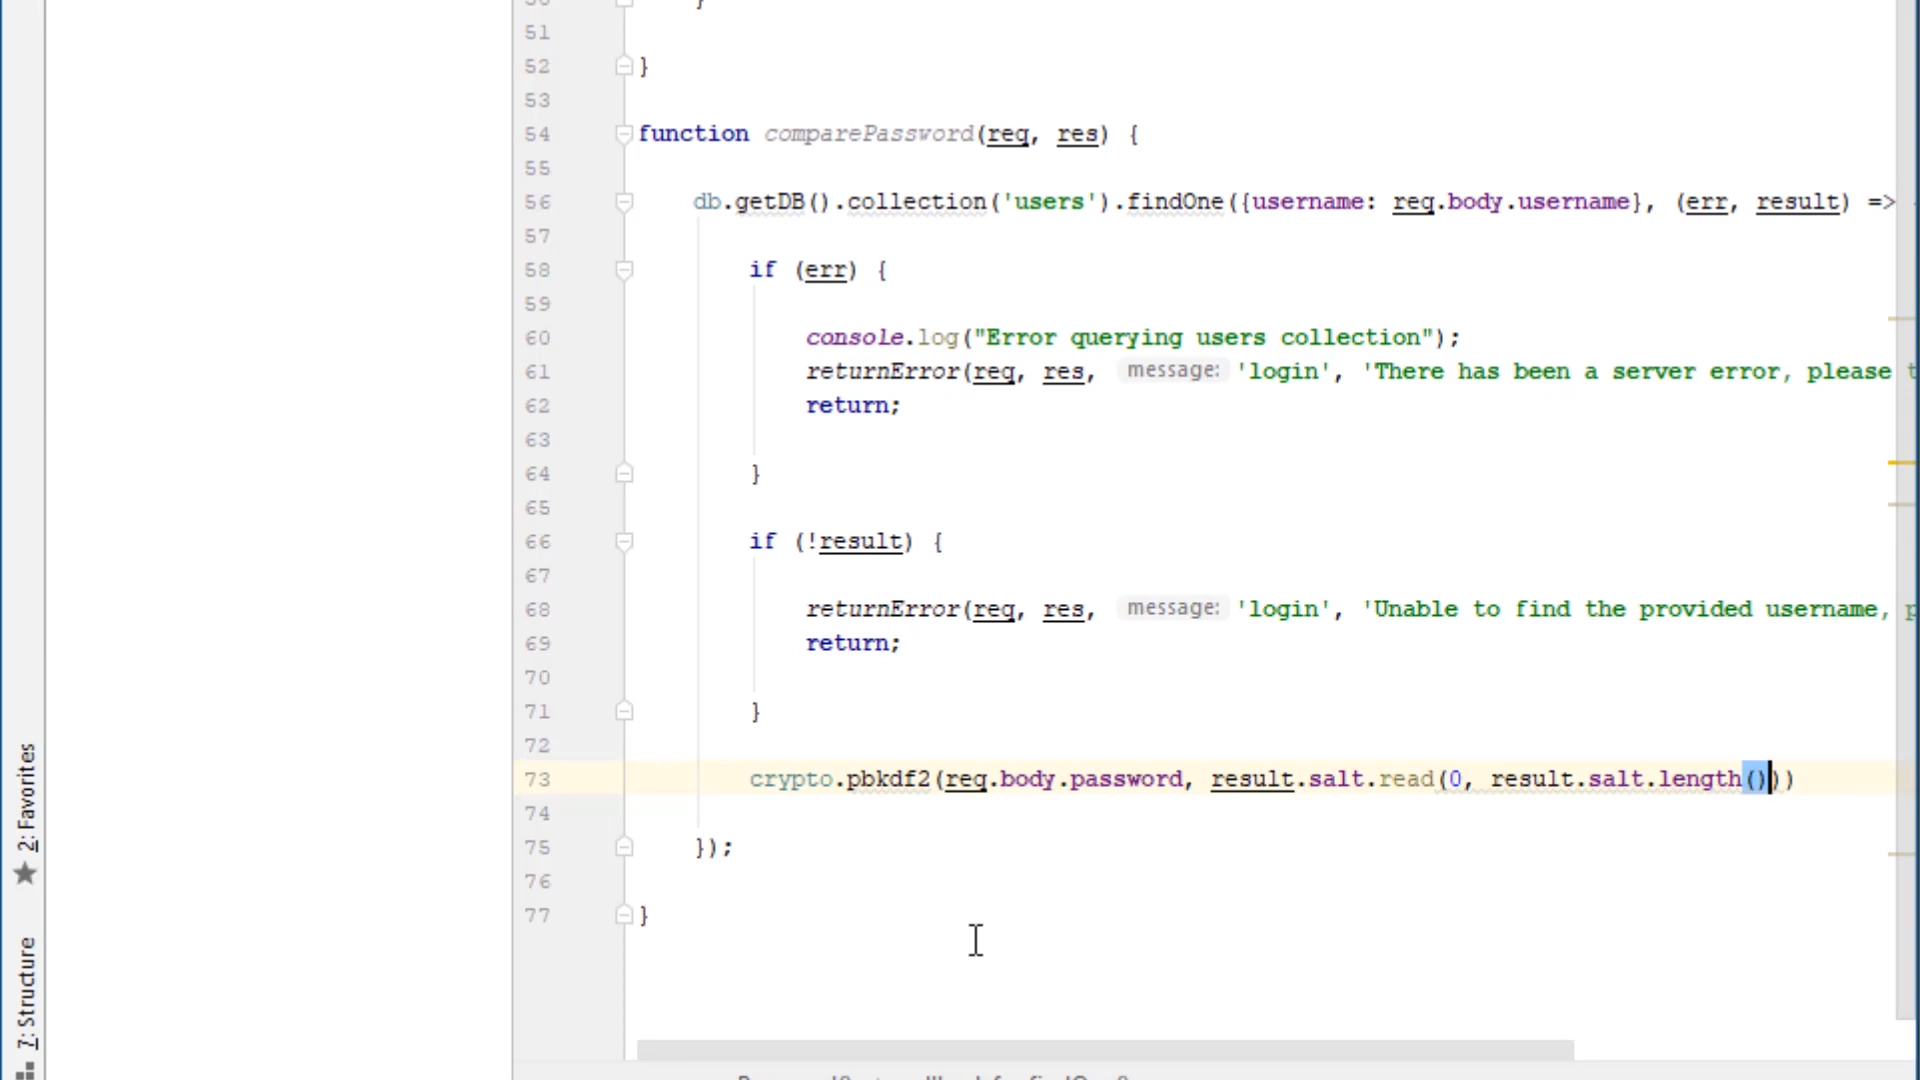 51
52 }
53
54 function comparePassword(req, res) {
55
56 db.getDB().collection('users').findOne({username: req.body.username}, (err, result) =>
57
58 if (err) {
59
60 console.log("Error querying users collection");
61 returnError(req, res, message: 'login', 'There has been a server error, please
62 return;
63
64 }
65
66 if (!result) {
67
68 returnError(req, res, message: 'login', 'Unable to find the provided username,
69 return;
70
71 }
72
73 crypto.pbkdf2(req.body.password, result.salt.read(0, result.salt.length()))
74
75 });
76
77 }
2: Favorites
7: Structure